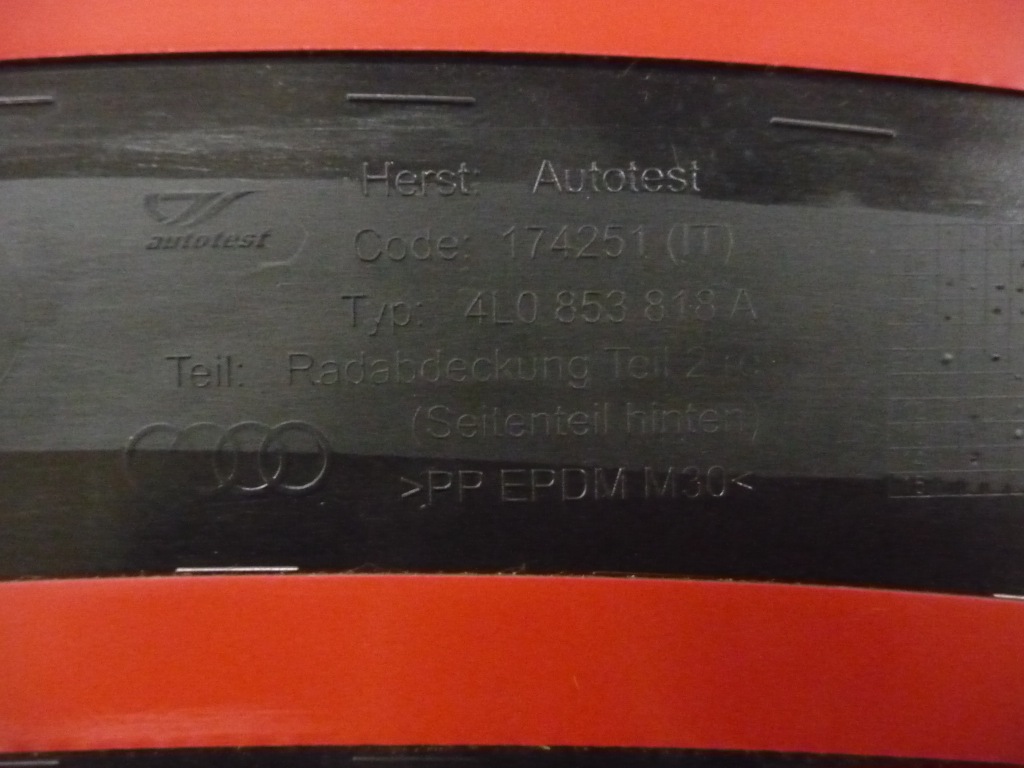 Herst: Autotest
autotest
Code: 174251 (IT)
Typ: 4L0 853 818 A
Teil: Radabdeckung Teil 2
(Seitenteil hinten)
>PP EPDM M30<